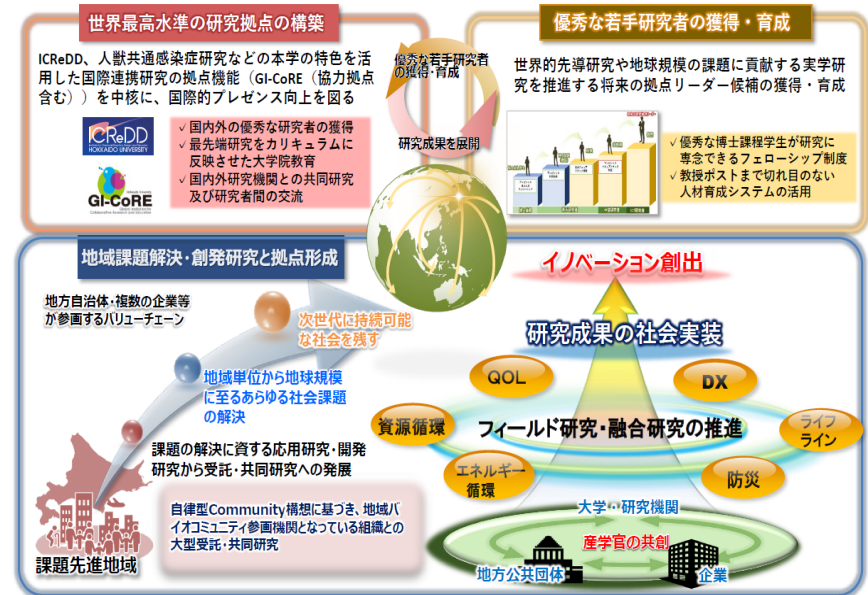 世界最高水準の研究拠点の構築
ICReDD、人獣共通感染症研究などの本学の特色を活
用した国際連携研究の拠点機能（GI-CoRE（協力拠点
含む））を中核に、国際的プレゼンス向上を図る
ICReDD
HOKKAIDO UNIVERSITY
GI-CoRE
✓国内外の優秀な研究者の獲得
✓最先端研究をカリキュラムに
反映させた大学院教育
✓国内外研究機関との共同研究
及び研究者間の交流
優秀な若手研究者
の獲得・育成
研究成果を展開
優秀な若手研究者の獲得・育成
世界的先導研究や地球規模の課題に貢献する実学研
究を推進する将来の拠点リーダー候補の獲得・育成
✓優秀な博士課程学生が研究に
専念できるフェローシップ制度
✓教授ポストまで切れ目のない
人材育成システムの活用
地域課題解決・創発研究と拠点形成
地方自治体・複数の企業等
が参画するバリューチェーン
次世代に持続可能
な社会を残す
地域単位から地球規模
に至るあらゆる社会課題
の解決
課題の解決に資する応用研究・開発
研究から受託・共同研究への発展
自律型Community構想に基づき、地域バ
イオコミュニティ参画機関となっている組織との
大型受託・共同研究
課題先進地域
イノベーション創出
研究成果の社会実装
QOL
DX
資源循環
フィールド研究・融合研究の推進
ライフ
ライン
エネルギー
循環
防災
大学・研究機関
産学官の共創
地方公共団体
企業